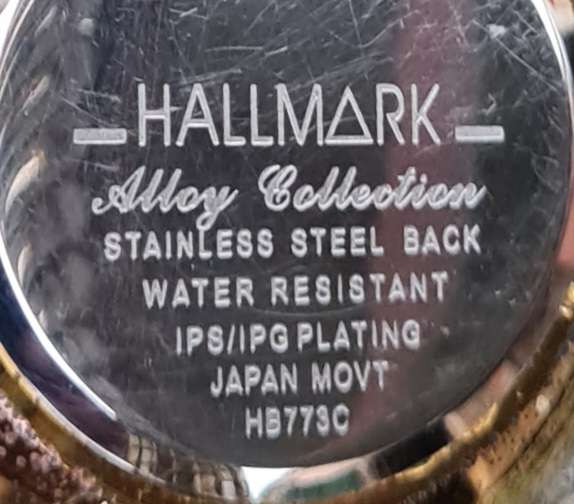 HALLMARK
Alloy Collection
STAINLESS STEEL BACK
WATER RESISTANT
IPS/IPG PLATING
JAPAN MOVT
HB773C